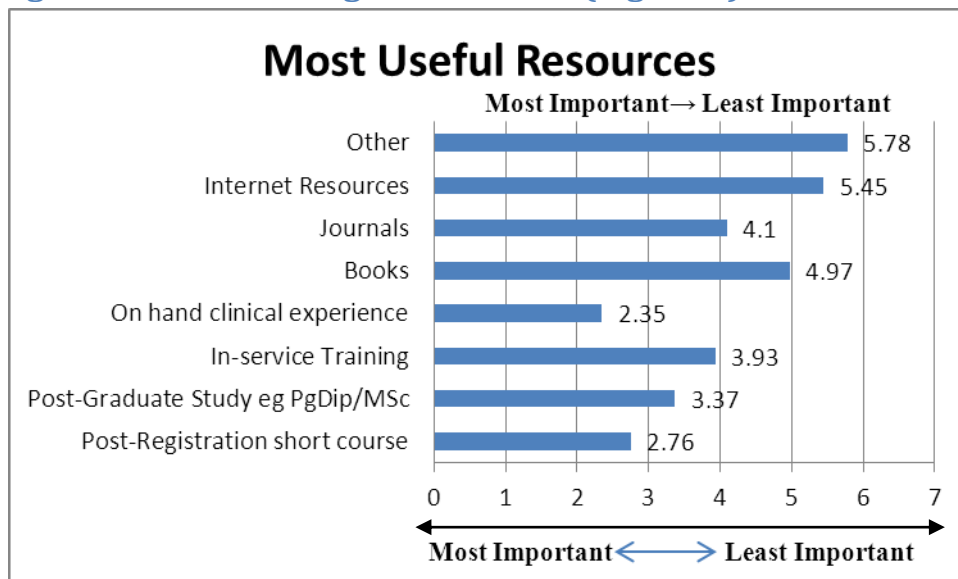 Most Useful Resources
Most Important→ Least Important
Other 5.78
Internet Resources 5.45
Journals 4.1
Books 4.97
On hand clinical experience 2.35
In-service Training 3.93
Post-Graduate Study eg PgDip/MSc 3.37
Post-Registration short course 2.76
0 1 2 3 4 5 6 7
Most Important Least Important